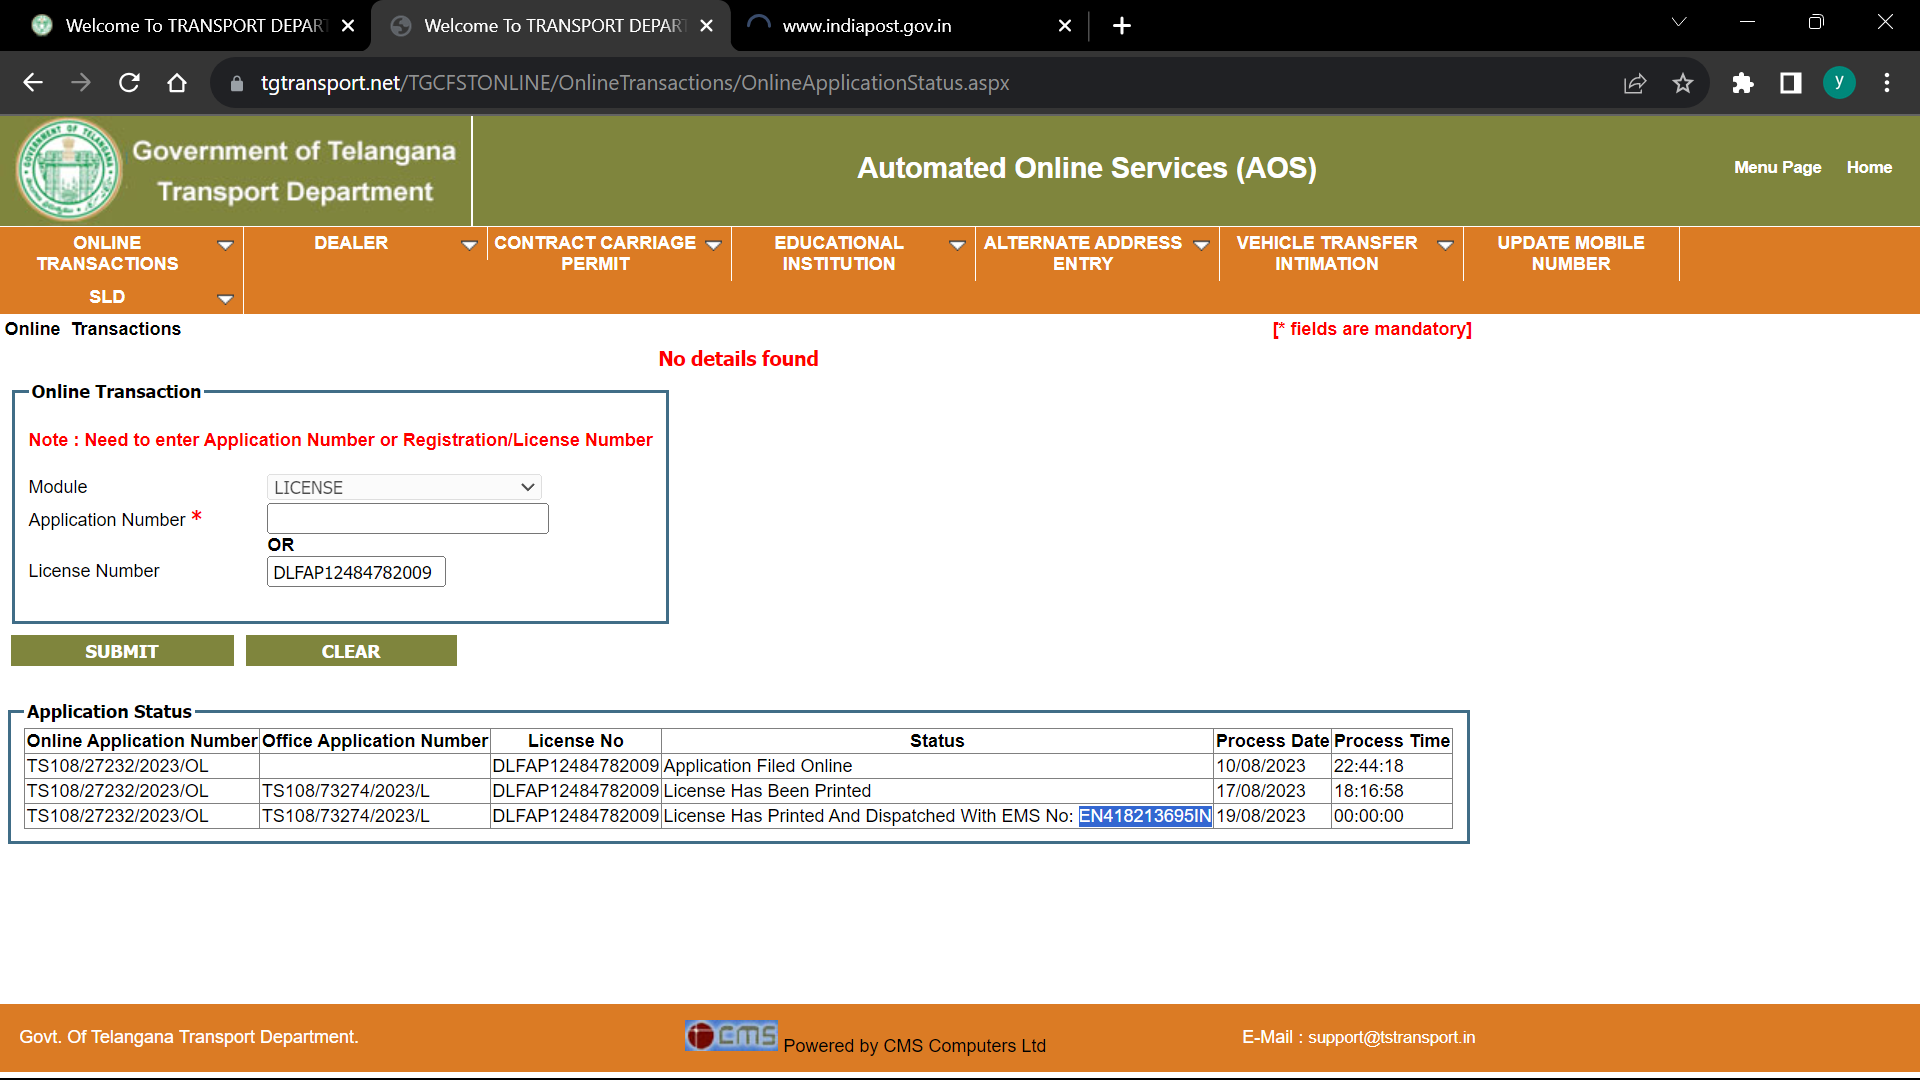 Welcome To TRANSPORT DEPAR
Welcome To TRANSPORT DEPAR
www.indiapost.gov.in
tgtransport.net/TGCFSTONLINE/OnlineTransactions/OnlineApplicationStatus.aspx
y
Government of Telangana
Transport Department
Automated Online Services (AOS)
Menu Page Home
ONLINE TRANSACTIONS
DEALER
CONTRACT CARRIAGE PERMIT
EDUCATIONAL INSTITUTION
ALTERNATE ADDRESS ENTRY
VEHICLE TRANSFER INTIMATION
UPDATE MOBILE NUMBER
SLD
Online Transactions
[* fields are mandatory]
No details found
Online Transaction
Note : Need to enter Application Number or Registration/License Number
Module LICENSE
Application Number *
OR
License Number DLFAP12484782009
SUBMIT CLEAR
Application Status
Online Application Number Office Application Number License No Status Process Date Process Time
TS108/27232/2023/OL DLFAP12484782009 Application Filed Online 10/08/2023 22:44:18
TS108/27232/2023/OL TS108/73274/2023/L DLFAP12484782009 License Has Been Printed 17/08/2023 18:16:58
TS108/27232/2023/OL TS108/73274/2023/L DLFAP12484782009 License Has Printed And Dispatched With EMS No: EN418213695IN 19/08/2023 00:00:00
Govt. Of Telangana Transport Department.
cms Powered by CMS Computers Ltd
E-Mail : support@tstransport.in